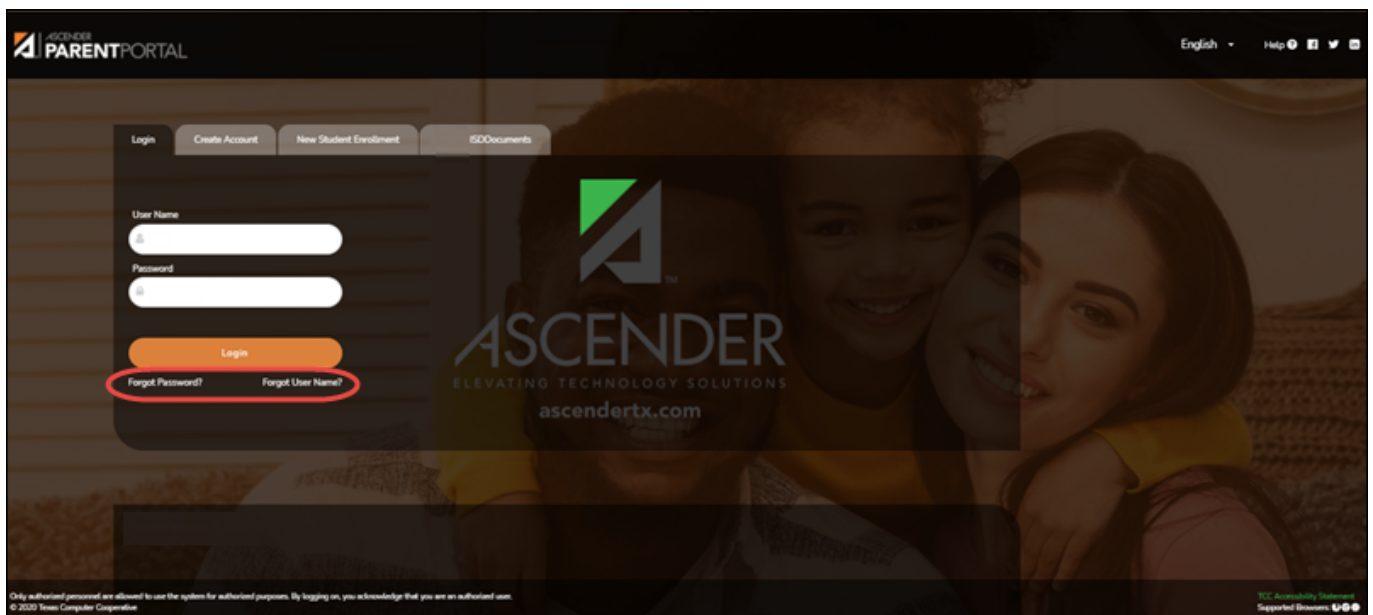 ASCENDER
PARENTPORTAL
English
Help
Login Create Account New Student Enrollment ISDDocuments
User Name
Password
Login
Forgot Password? Forgot User Name?
TM
ASCENDER
ELEVATING TECHNOLOGY SOLUTIONS
ascendertx.com
Only authorized personnel are allowed to use the system for authorized purposes. By logging on, you acknowledge that you are an authorized user.
© 2020 Texas Computer Cooperative
TCC Accessibility Statement
Supported Browsers: